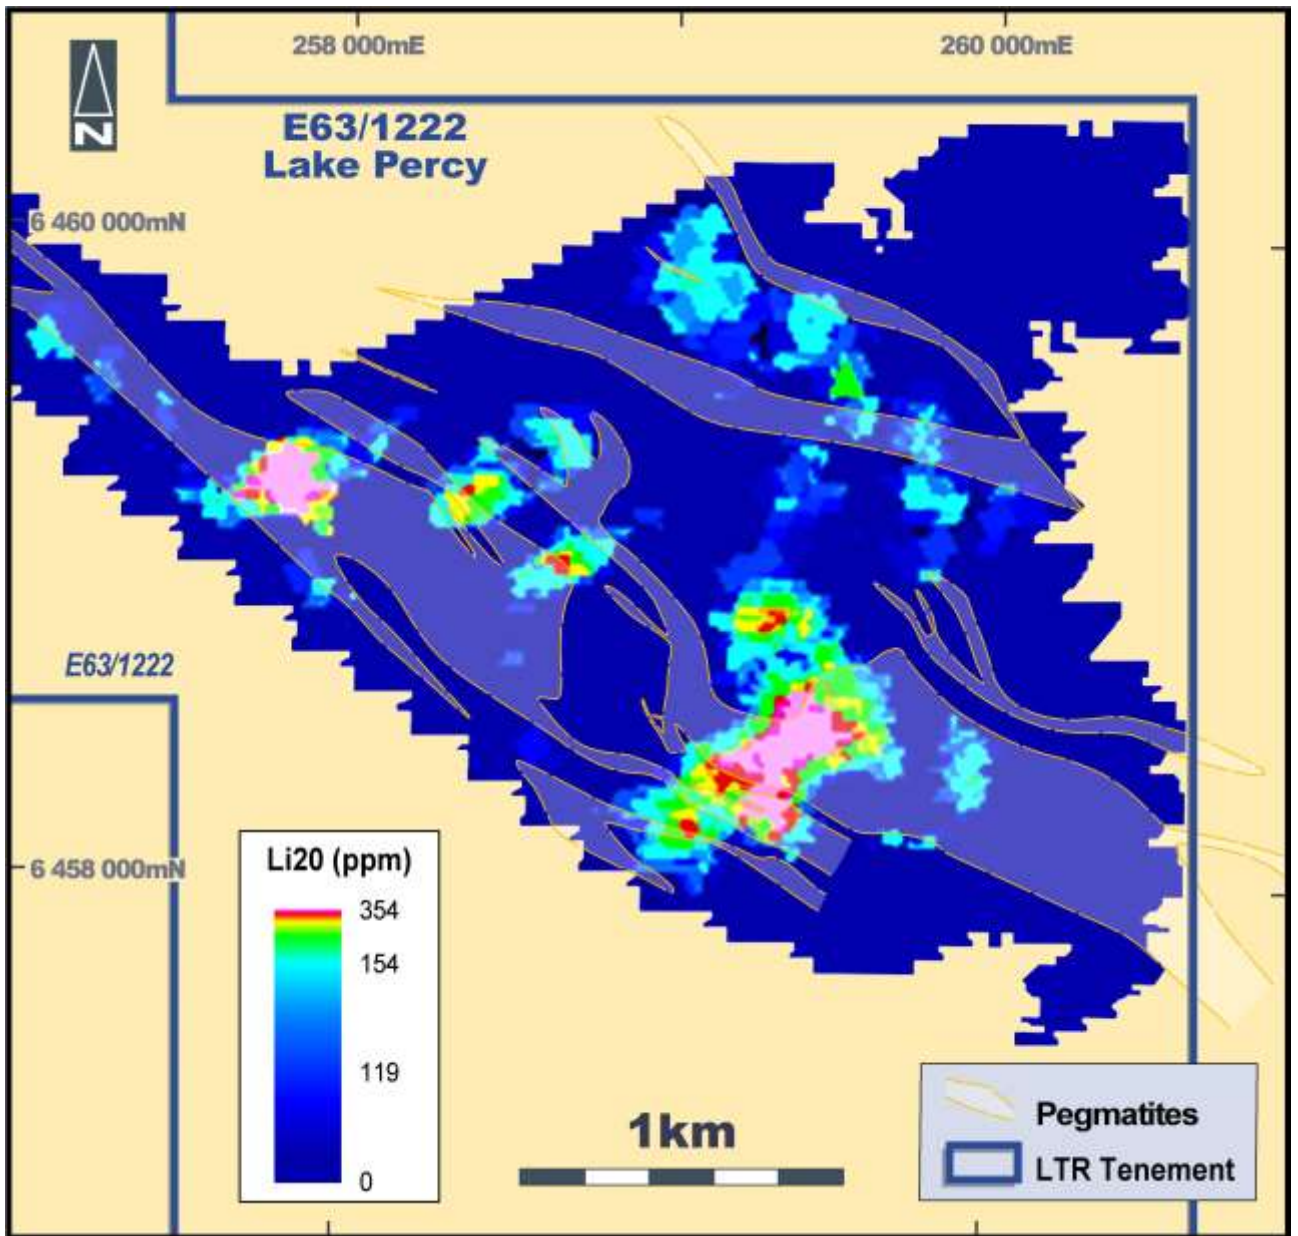 258 000mE
260 000mE
N
E63/1222
Lake Percy
6 460 000mN
E63/1222
6 458 000mN
Li20 (ppm)
354
154
119
0
1km
Pegmatites
LTR Tenement